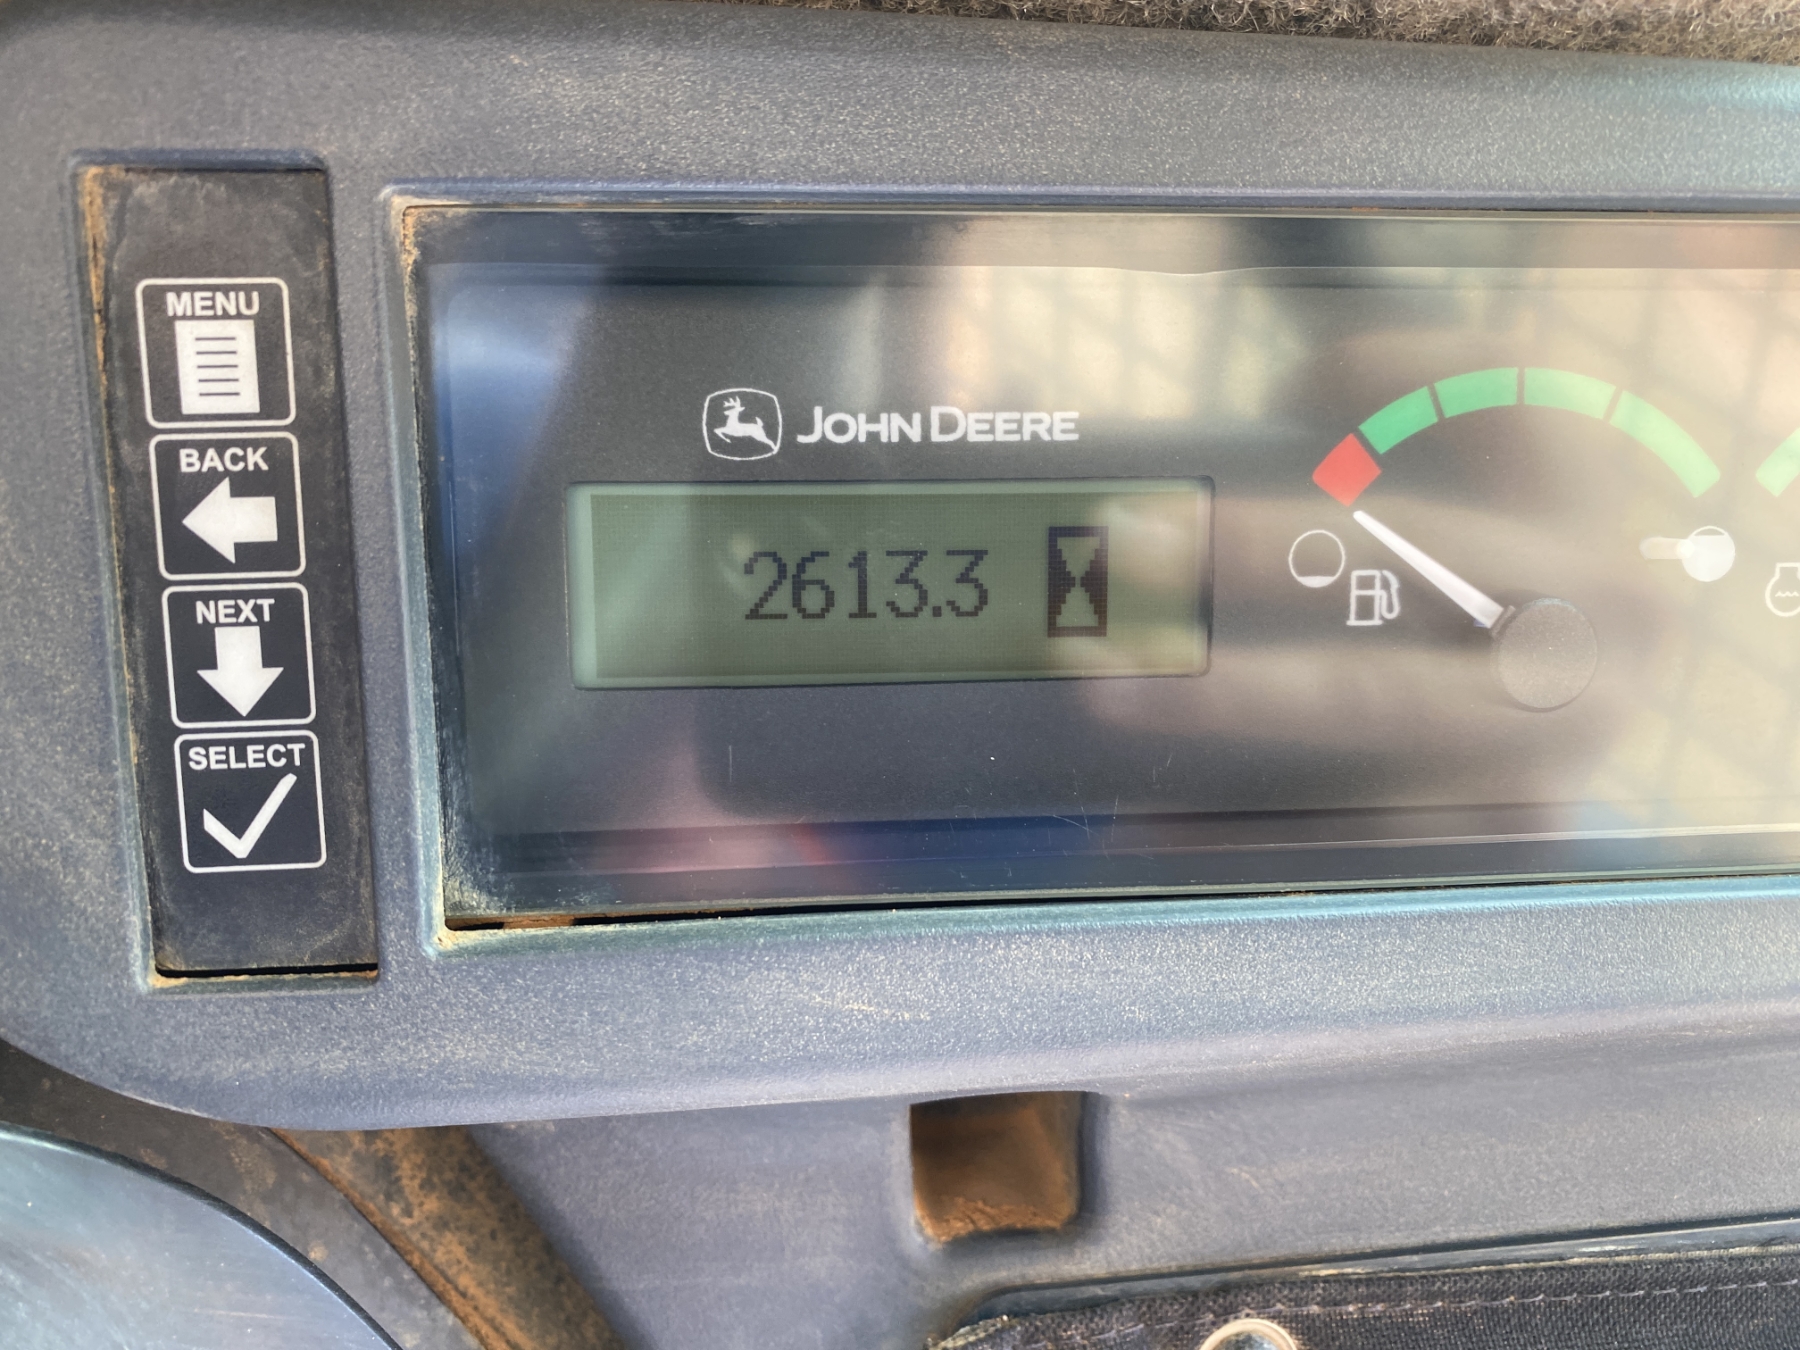 MENU
BACK
NEXT
SELECT
JOHN DEERE
2613.3